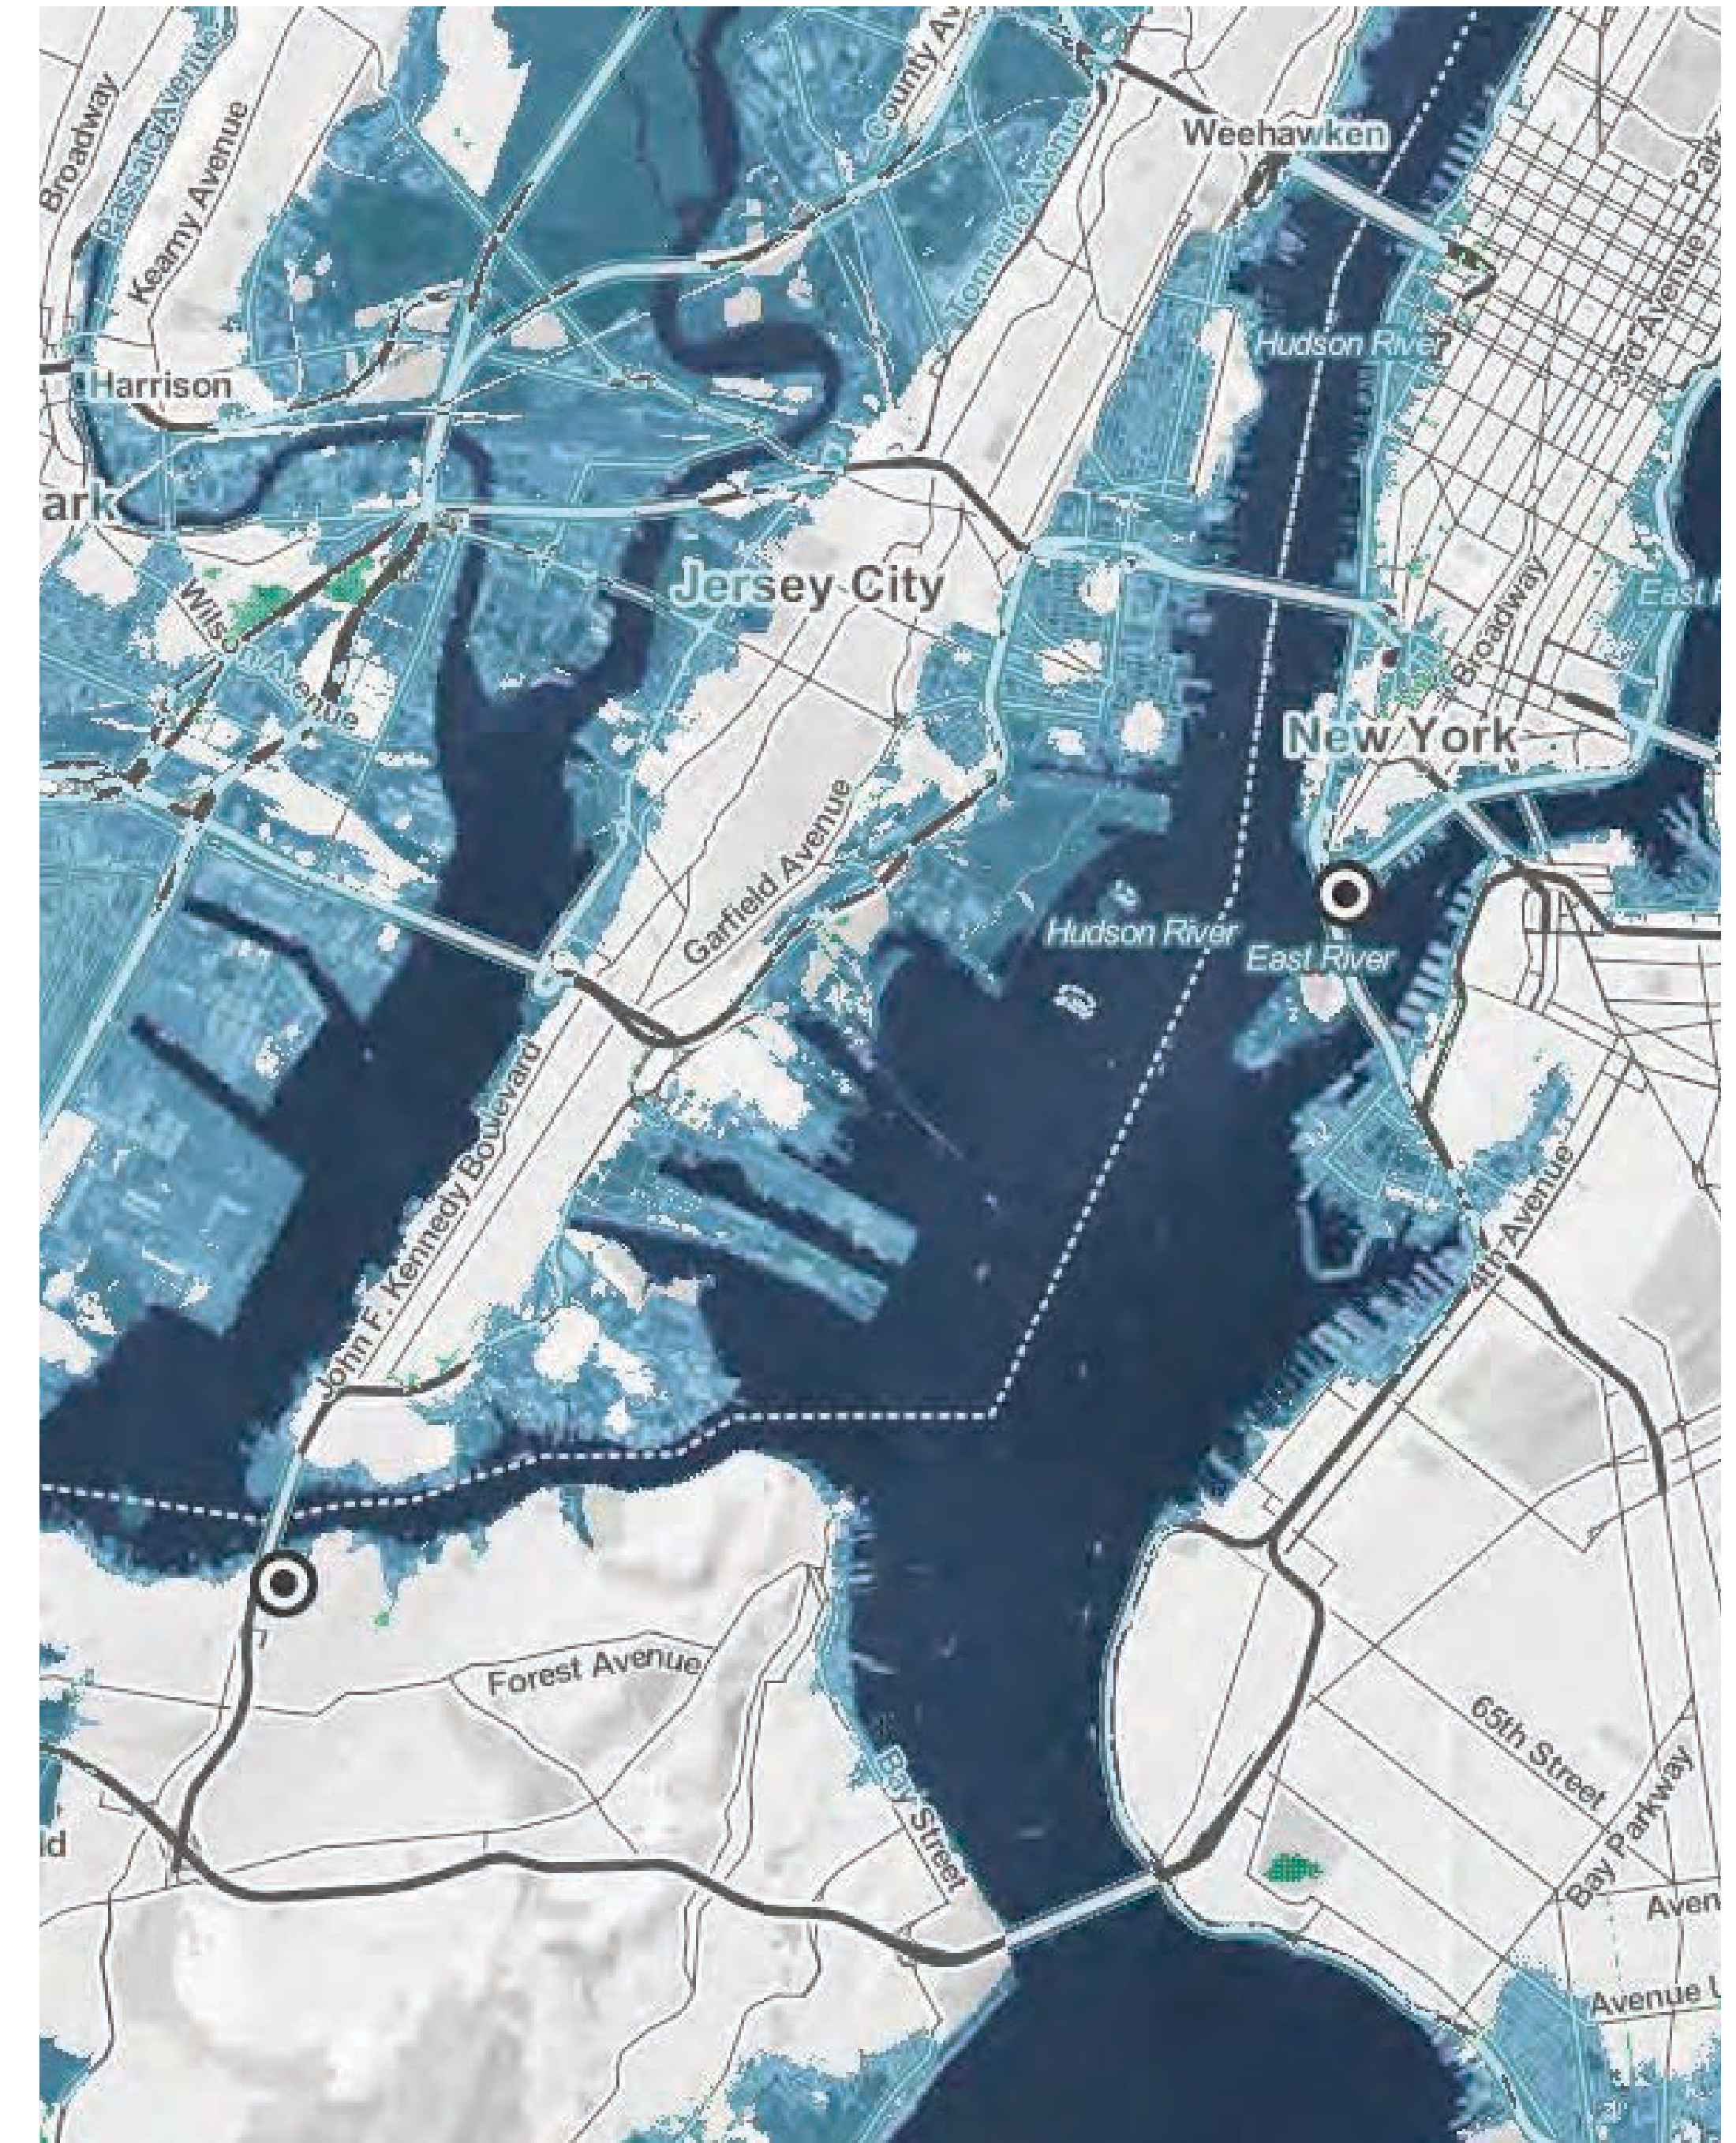 Broadway
Passaic Avenue
Kearny Avenue
County Av
Tonnelle Avenue
Weehawken
Park
3rd Avenue
Hudson River
Harrison
ark
Wilson Avenue
Jersey City
East R
Broadway
New York
Garfield Avenue
Hudson River
East River
John F. Kennedy Boulevard
4th Avenue
Forest Avenue
65th Street
Bay Street
Bay Parkway
ld
Aven
Avenue U